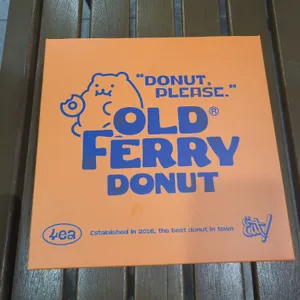 "DONUT,
PLEASE."
OLD®
FERRY
DONUT
4ea
Established in 2016, the best donut in town